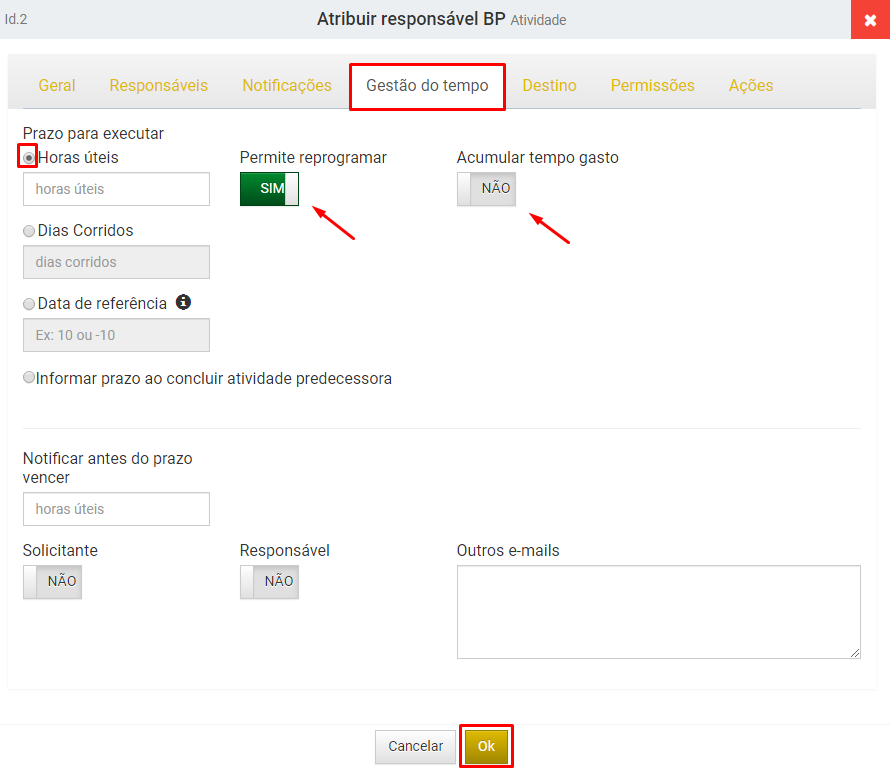 Id.2
Atribuir responsável BP Atividade
Geral Responsáveis Notificações Gestão do tempo Destino Permissões Ações
Prazo para executar
Horas úteis Permite reprogramar Acumular tempo gasto
horas úteis SIM NÃO
Dias Corridos
dias corridos
Data de referência
Ex: 10 ou -10
Informar prazo ao concluir atividade predecessora
Notificar antes do prazo
vencer
horas úteis
Solicitante Responsável Outros e-mails
NÃO NÃO
Cancelar Ok